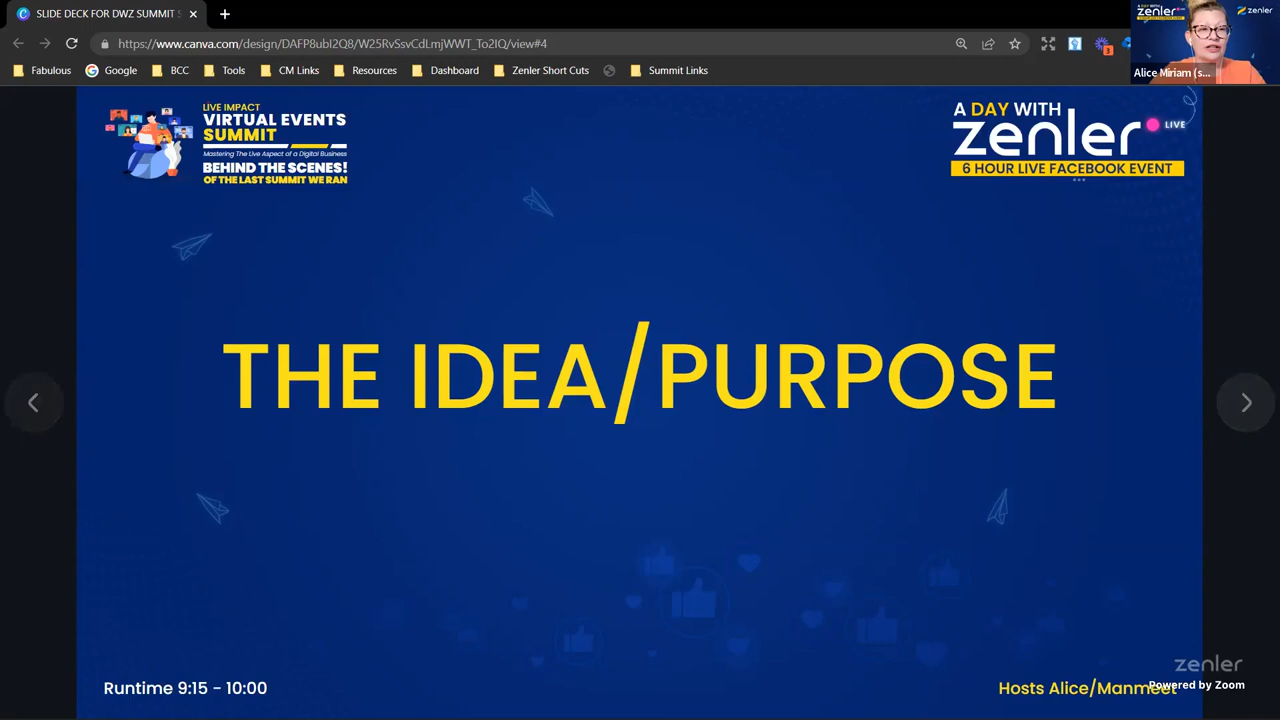 SLIDE DECK FOR DWZ SUMMIT S
https://www.canva.com/design/DAFP8ubI2Q8/W25RvSsvCdLmjWWT_To2IQ/view#4
Fabulous
Google
BCC
Tools
CM Links
Resources
Dashboard
Zenler Short Cuts
Summit Links
3
zenler
zenler
Alice Miriam (s...
LIVE IMPACT
VIRTUAL EVENTS
SUMMIT
Mastering The Live Aspect of a Digital Business
BEHIND THE SCENES!
OF THE LAST SUMMIT WE RAN
A DAY WITH
zenler LIVE
6 HOUR LIVE FACEBOOK EVENT
THE IDEA/PURPOSE
Runtime 9:15 - 10:00
Hosts Alice/Manmeet
zenler
Powered by Zoom